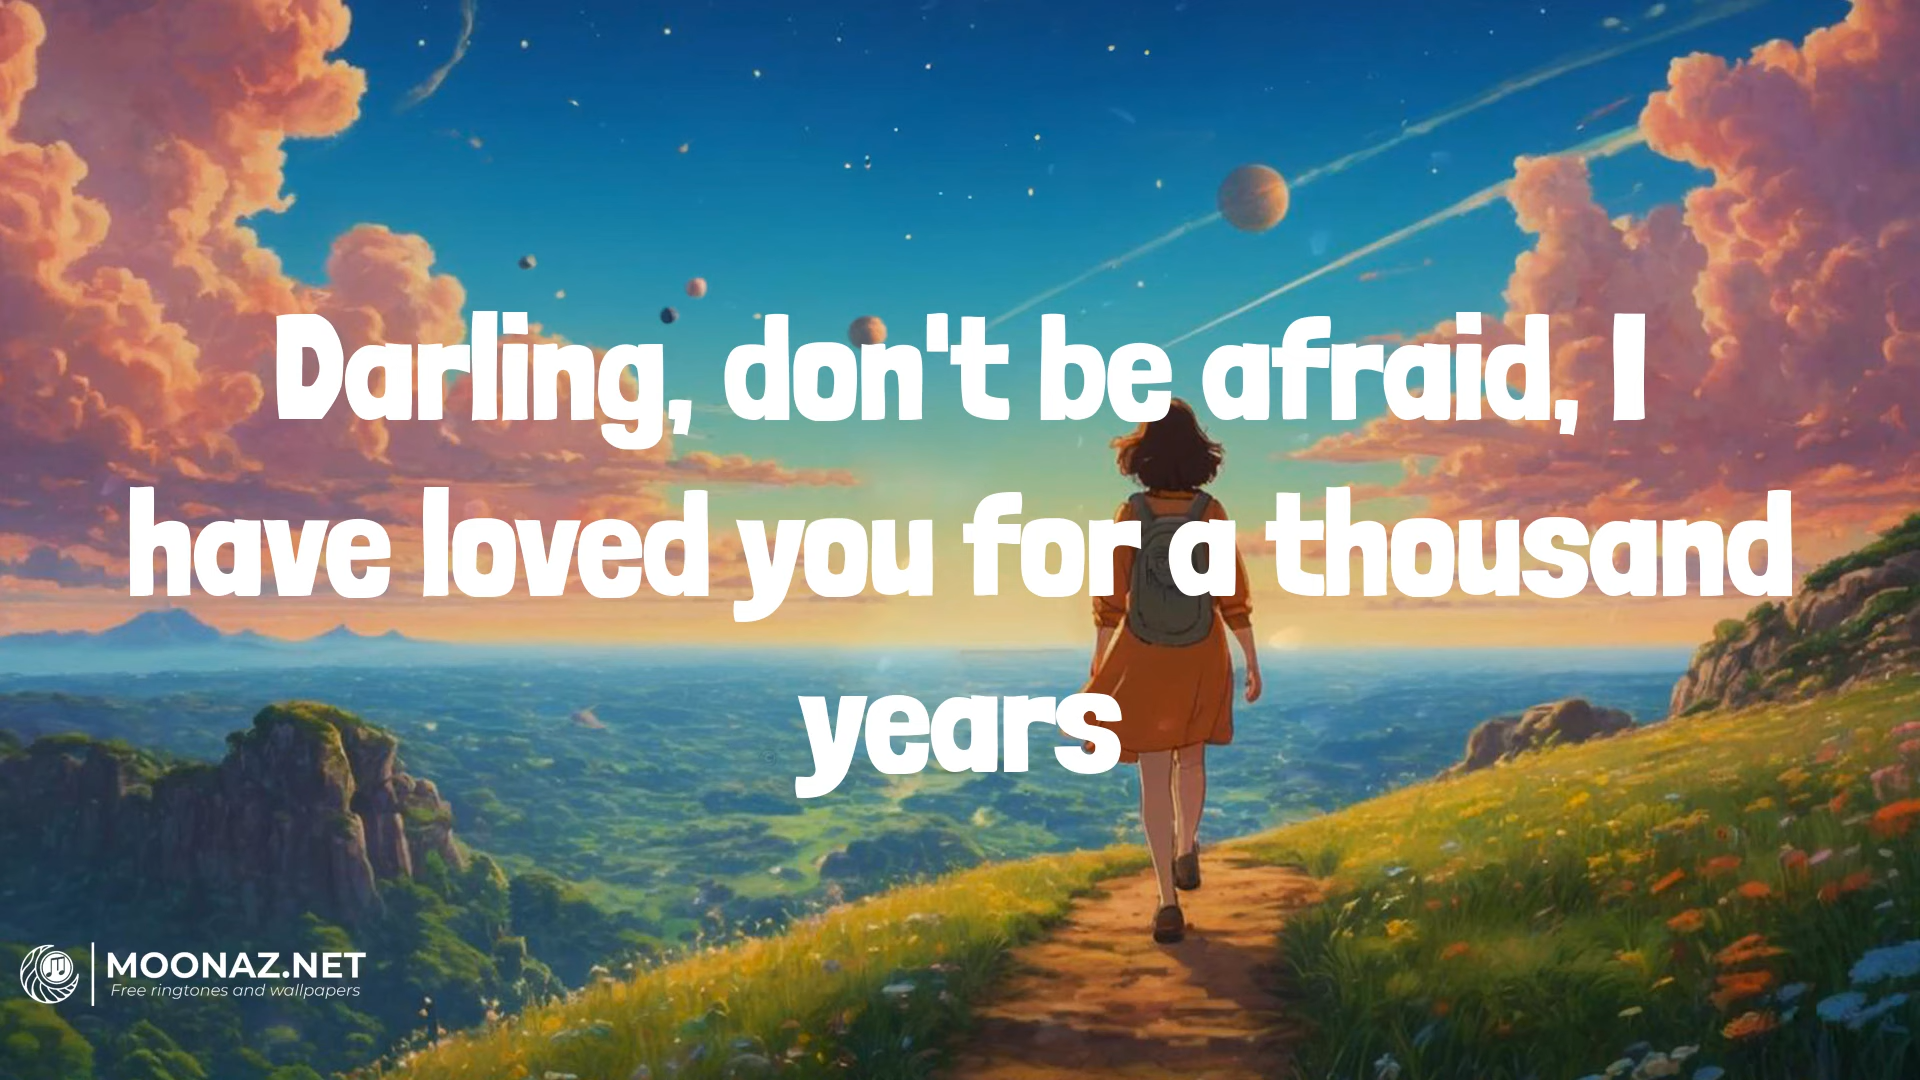 Darling, don't be afraid, I
have loved you for a thousand
years
MOONAZ.NET
Free ringtones and wallpapers